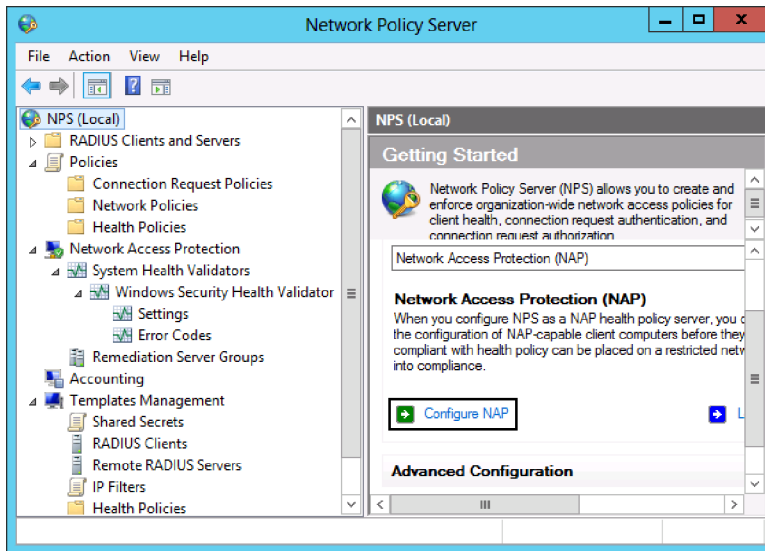 Network Policy Server
File Action View Help
NPS (Local)
RADIUS Clients and Servers
Policies
Connection Request Policies
Network Policies
Health Policies
Network Access Protection
System Health Validators
Windows Security Health Validator
Settings
Error Codes
Remediation Server Groups
Accounting
Templates Management
Shared Secrets
RADIUS Clients
Remote RADIUS Servers
IP Filters
Health Policies
NPS (Local)
Getting Started
Network Policy Server (NPS) allows you to create and
enforce organization-wide network access policies for
client health, connection request authentication, and
connection request authorization
Network Access Protection (NAP)
Network Access Protection (NAP)
When you configure NPS as a NAP health policy server, you c
the configuration of NAP-capable client computers before they
compliant with health policy can be placed on a restricted netw
into compliance.
Configure NAP
L
Advanced Configuration